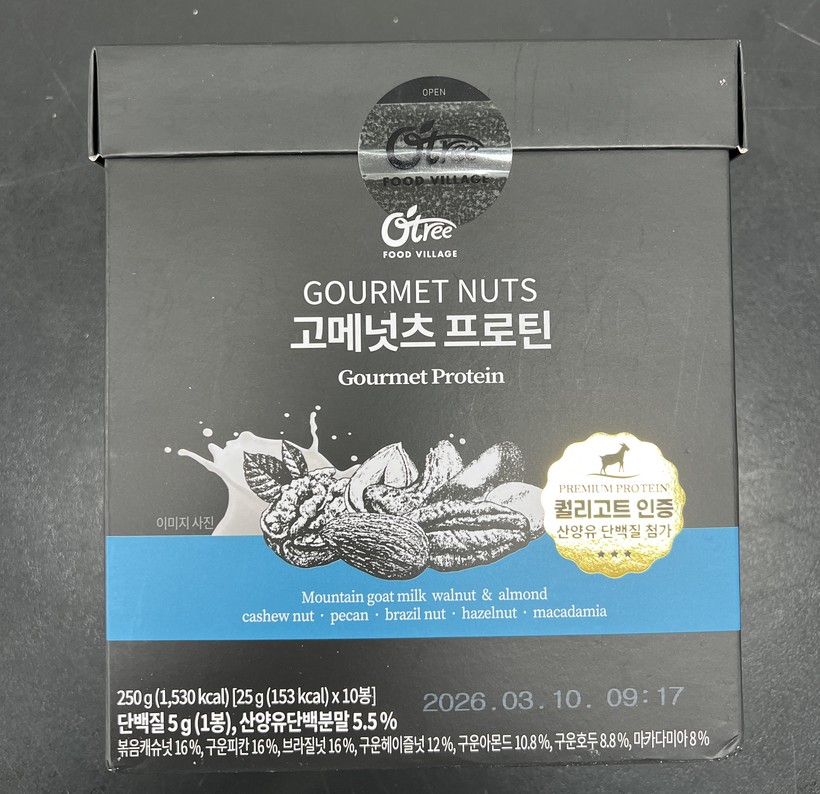 OPEN
Otree
FOOD VILLAGE
Otree
FOOD VILLAGE
GOURMET NUTS
고메넛츠 프로틴
Gourmet Protein
이미지 사진
PREMIUM PROTEIN
퀄리고트 인증
산양유 단백질 첨가
Mountain goat milk walnut & almond
cashew nut · pecan · brazil nut · hazelnut · macadamia
250 g (1,530 kcal) [25 g (153 kcal) x 10봉]
2026.03.10. 09:17
단백질 5 g (1봉), 산양유단백분말 5.5 %
볶음캐슈넛 16 %, 구운피칸 16 %, 브라질넛 16 %, 구운헤이즐넛 12 %, 구운아몬드 10.8 %, 구운호두 8.8 %, 마카다미아 8 %